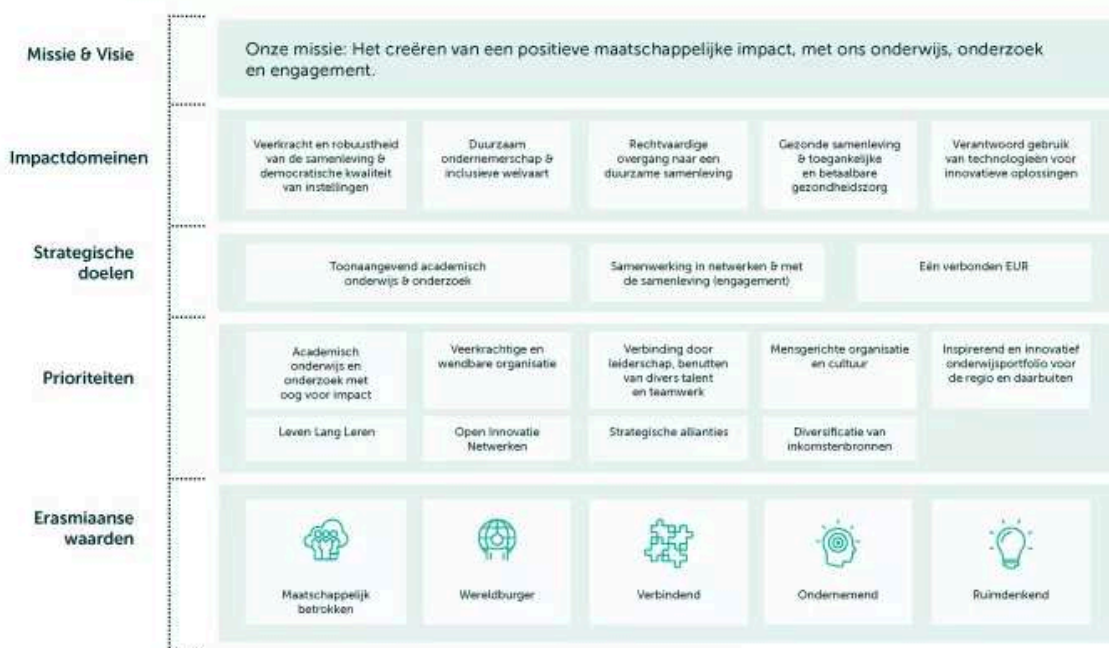 Missie & Visie
Onze missie: Het creëren van een positieve maatschappelijke impact, met ons onderwijs, onderzoek
en engagement.
Impactdomeinen
Veerkracht en robuustheid
van de samenleving &
democratische kwaliteit
van instellingen
Duurzaam
ondernemerschap &
inclusieve welvaart
Rechtvaardige
overgang naar een
duurzame samenleving
Gezonde samenleving
& toegankelijke
en betaalbare
gezondheidszorg
Verantwoord gebruik
van technologieën voor
innovatieve oplossingen
Strategische
doelen
Toonaangevend academisch
onderwijs & onderzoek
Samenwerking in netwerken & met
de samenleving (engagement)
Eén verbonden EUR
Prioriteiten
Academisch
onderwijs en
onderzoek met
oog voor impact
Veerkrachtige en
wendbare organisatie
Verbinding door
leiderschap, benutten
van divers talent
en teamwerk
Mensgerichte organisatie
en cultuur
Inspirerend en innovatief
onderwijsportfolio voor
de regio en daarbuiten
Leven Lang Leren
Open Innovatie
Netwerken
Strategische allianties
Diversificatie van
inkomstenbronnen
Erasmiaanse
waarden
Maatschappelijk
betrokken
Wereldburger
Verbindend
Ondernemend
Ruimdenkend